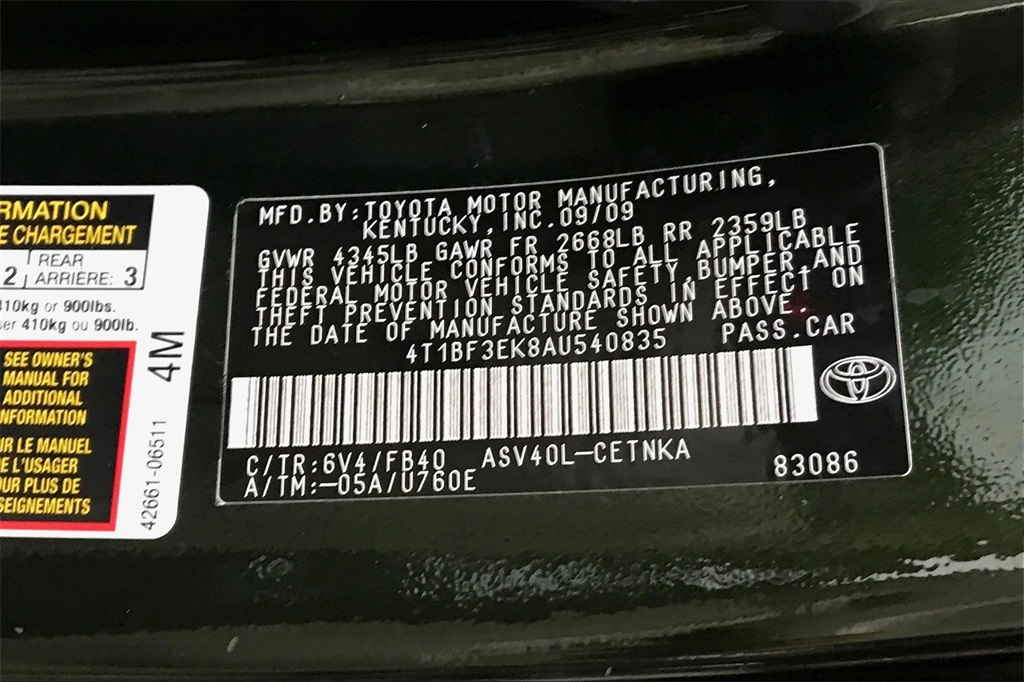 RMATION
E CHARGEMENT
REAR
2 ARRIÈRE: 3
410kg or 900lbs.
ser 410kg ou 900lb.
SEE OWNER'S
MANUAL FOR
ADDITIONAL
INFORMATION
IR LE MANUEL
E L'USAGER
UR PLUS DE
SEIGNEMENTS
4M
42661-06511
MFD.BY:TOYOTA MOTOR MANUFACTURING,
KENTUCKY, INC.09/09
GVWR 4345LB GAWR FR 2668LB RR 2359LB
THIS VEHICLE CONFORMS TO ALL APPLICABLE
FEDERAL MOTOR VEHICLE SAFETY,BUMPER AND
THEFT PREVENTION STANDARDS IN EFFECT ON
THE DATE OF MANUFACTURE SHOWN ABOVE.
4T1BF3EK8AU540835 PASS.CAR
C/TR:6V4/FB40 ASV40L-CETNKA
A/TM:-05A/U760E 83086